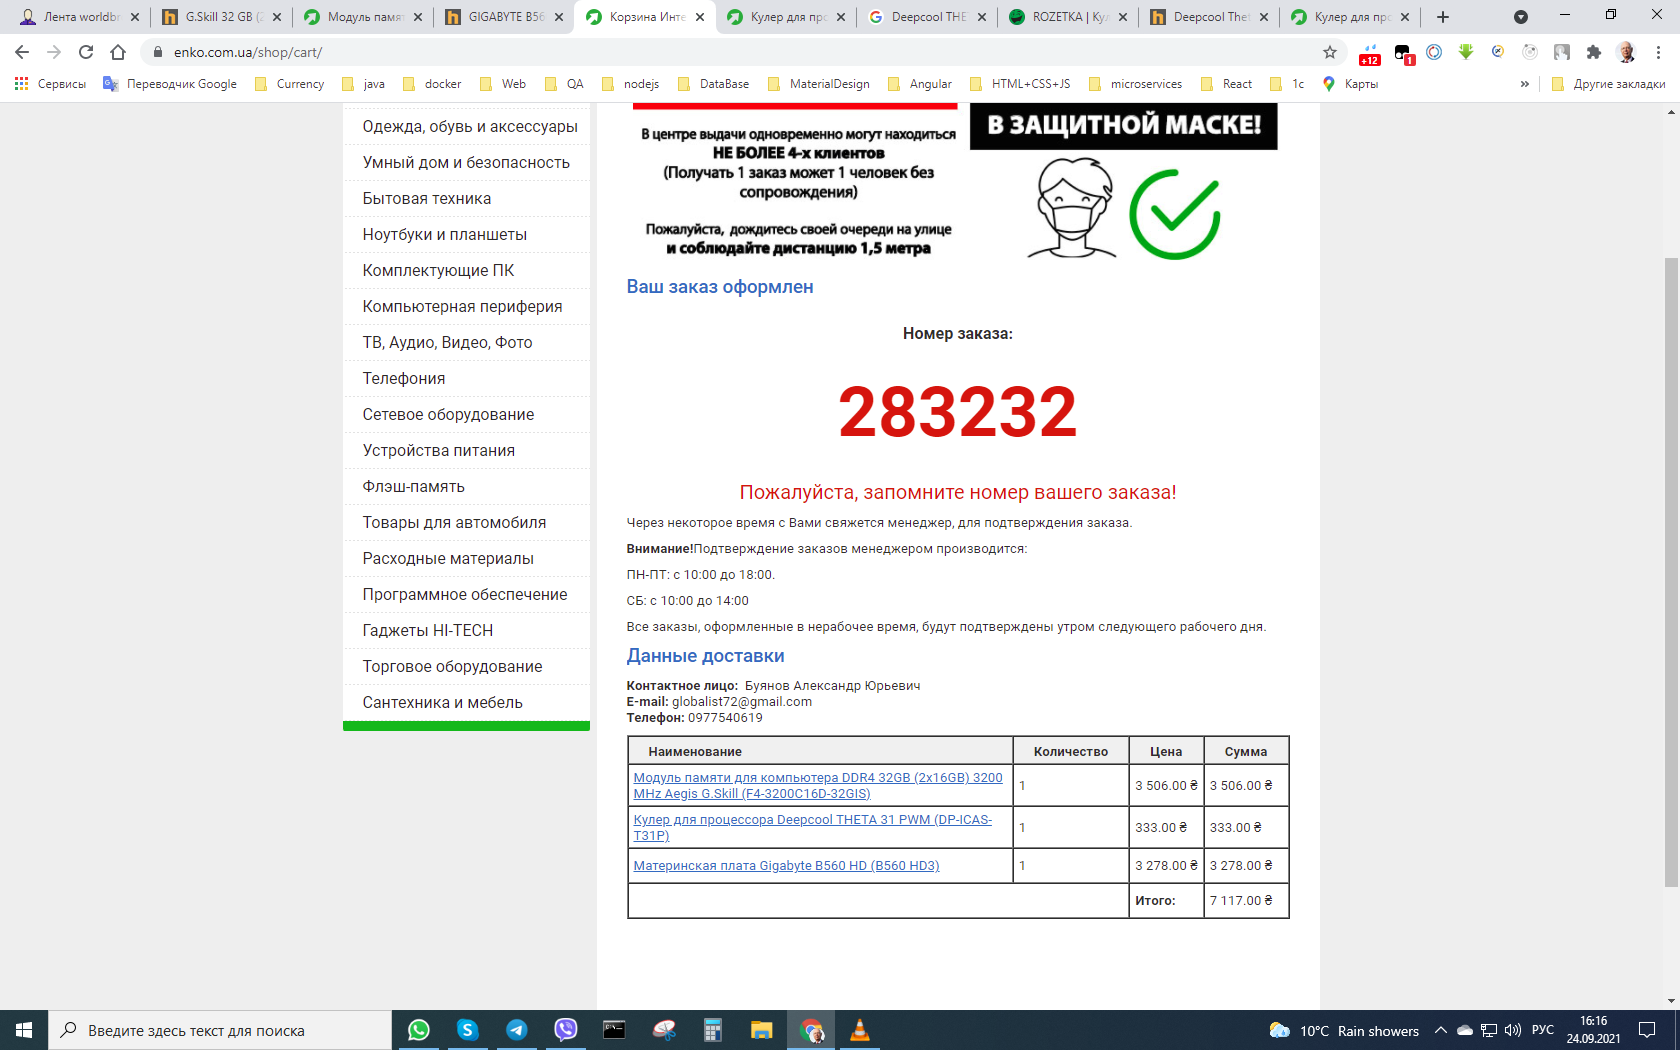 Лента worldbr
G.Skill 32 GB (2
Модуль памят
GIGABYTE B56
Корзина Инте
Кулер для про
Deepcool THE
ROZETKA | Кул
Deepcool Thet
Кулер для прс
enko.com.ua/shop/cart/
+12
1
Сервисы
Переводчик Google
Currency
java
docker
Web
QA
nodejs
DataBase
MaterialDesign
Angular
HTML+CSS+JS
microservices
React
1c
Карты
»
Другие закладки
Одежда, обувь и аксессуары
Умный дом и безопасность
Бытовая техника
Ноутбуки и планшеты
Комплектующие ПК
Компьютерная периферия
ТВ, Аудио, Видео, Фото
Телефония
Сетевое оборудование
Устройства питания
Флэш-память
Товары для автомобиля
Расходные материалы
Программное обеспечение
Гаджеты HI-TECH
Торговое оборудование
Сантехника и мебель
В центре выдачи одновременно могут находиться
НЕ БОЛЕЕ 4-х клиентов
(Получать 1 заказ может 1 человек без
сопровождения)
Пожалуйста, дождитесь своей очереди на улице
и соблюдайте дистанцию 1,5 метра
В ЗАЩИТНОЙ МАСКЕ!
Ваш заказ оформлен
Номер заказа:
283232
Пожалуйста, запомните номер вашего заказа!
Через некоторое время с Вами свяжется менеджер, для подтверждения заказа.
Внимание!Подтверждение заказов менеджером производится:
ПН-ПТ: с 10:00 до 18:00.
СБ: с 10:00 до 14:00
Все заказы, оформленные в нерабочее время, будут подтверждены утром следующего рабочего дня.
Данные доставки
Контактное лицо: Буянов Александр Юрьевич
E-mail: globalist72@gmail.com
Телефон: 0977540619
Наименование Количество Цена Сумма
Модуль памяти для компьютера DDR4 32GB (2x16GB) 3200
MHz Aegis G.Skill (F4-3200C16D-32GIS) 1 3 506.00 ₴ 3 506.00 ₴
Кулер для процессора Deepcool THETA 31 PWM (DP-ICAS-
T31P) 1 333.00 ₴ 333.00 ₴
Материнская плата Gigabyte B560 HD (B560 HD3) 1 3 278.00 ₴ 3 278.00 ₴
Итого: 7 117.00 ₴
Введите здесь текст для поиска
10°C Rain showers
РУС
16:16
24.09.2021